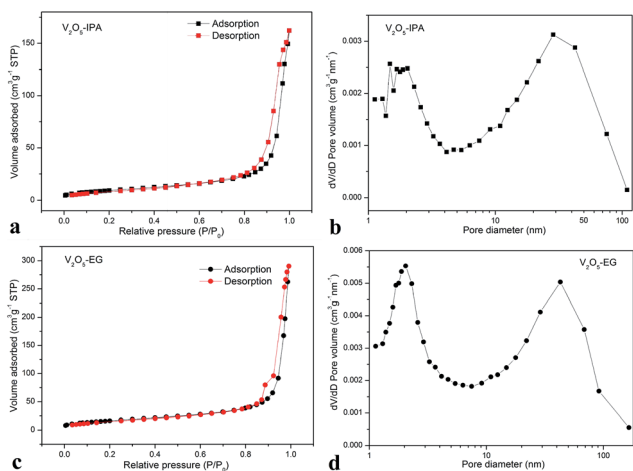 V₂O₅-IPA
Adsorption
Desorption
Volume adsorbed (cm³g⁻¹ STP)
150
100
50
0
0.0 0.2 0.4 0.6 0.8 1.0
Relative pressure (P/P₀)
a
V₂O₅-IPA
dV/dD Pore volume (cm³g⁻¹nm⁻¹)
0.003
0.002
0.001
0.000
10 100
Pore diameter (nm)
b
V₂O₅-EG
Adsorption
Desorption
Volume adsorbed (cm³g⁻¹ STP)
300
250
200
150
100
50
0
0.0 0.2 0.4 0.6 0.8 1.0
Relative pressure (P/P₀)
c
V₂O₅-EG
dV/dD Pore volume (cm³g⁻¹nm⁻¹)
0.006
0.005
0.004
0.003
0.002
0.001
0.000
10 100
Pore diameter (nm)
d